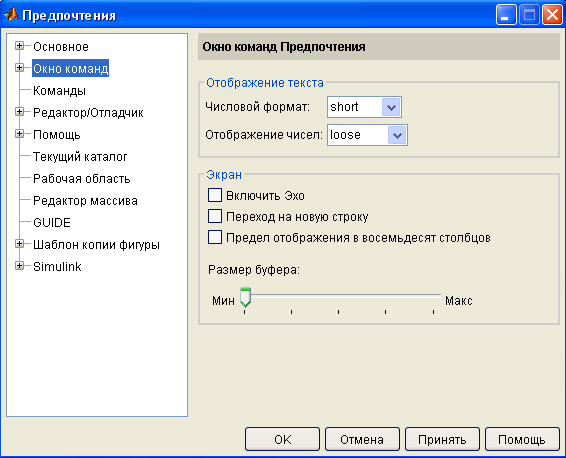 Предпочтения
Основное
Окно команд
Команды
Редактор/Отладчик
Помощь
Текущий каталог
Рабочая область
Редактор массива
GUIDE
Шаблон копии фигуры
Simulink
Окно команд Предпочтения
Отображение текста
Числовой формат: short
Отображение чисел: loose
Экран
Включить Эхо
Переход на новую строку
Предел отображения в восемьдесят столбцов
Размер буфера:
Мин Макс
OK Отмена Принять Помощь